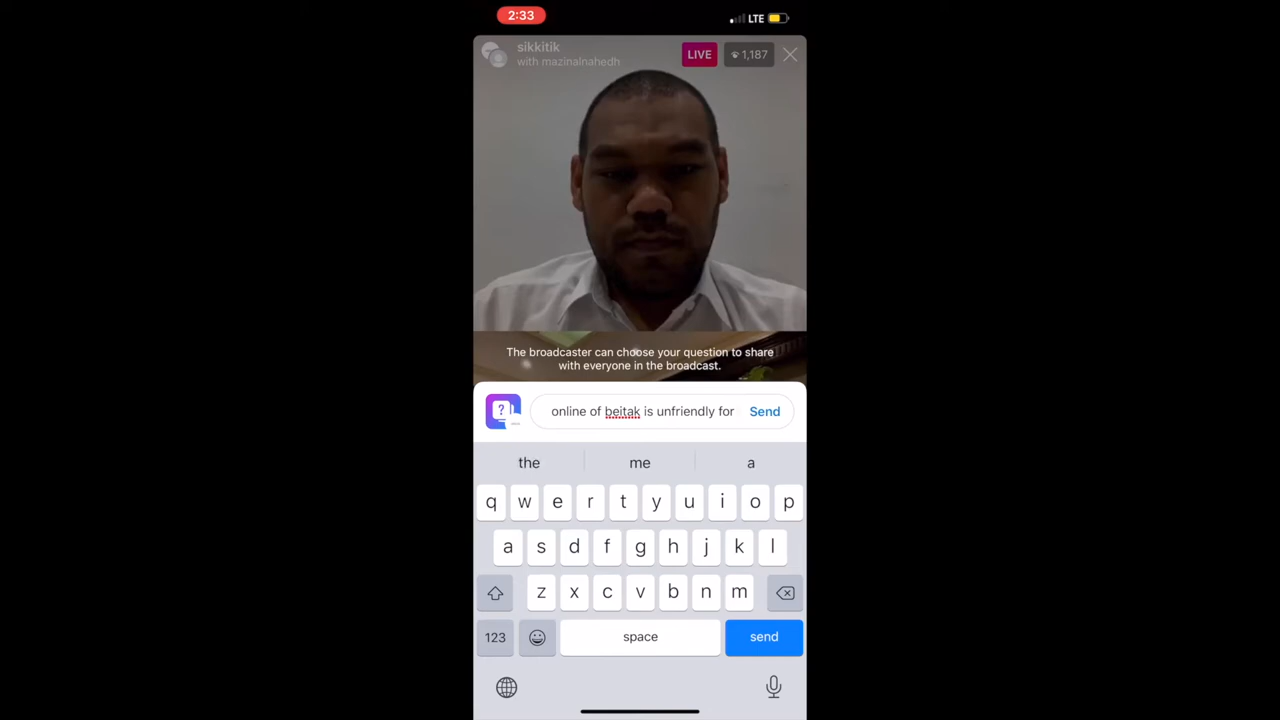 2:33
LTE
sikkitik
with mazinalnahedh
LIVE
1,187
The broadcaster can choose your question to share
with everyone in the broadcast.
?
online of beitak is unfriendly for
Send
the me a
q w e r t y u i o p
a s d f g h j k l
z x c v b n m
123 space send